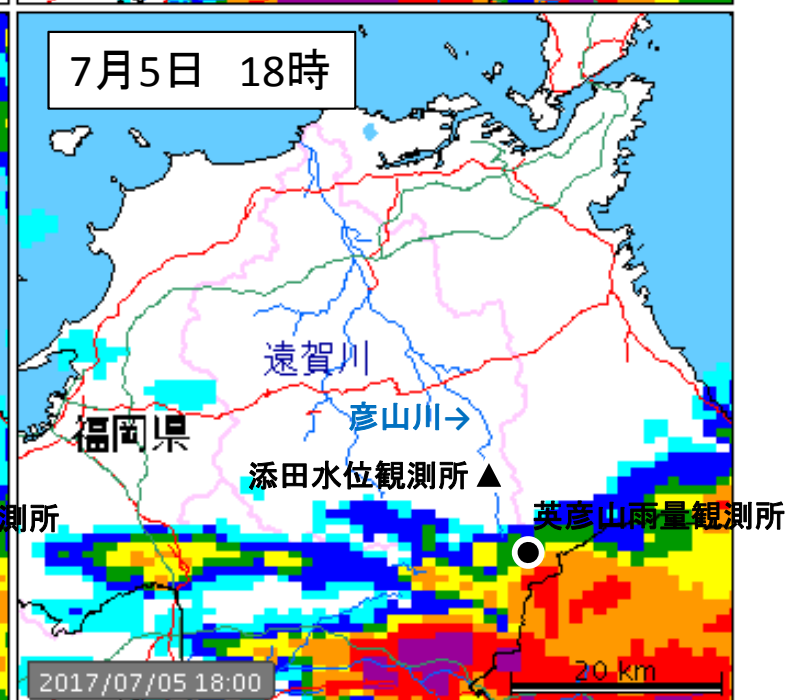 7月5日 18時
遠賀川
彦山川→
福岡県
添田水位観測所▲
測所
英彦山雨量観測所
20 km
2017/07/05 18:00